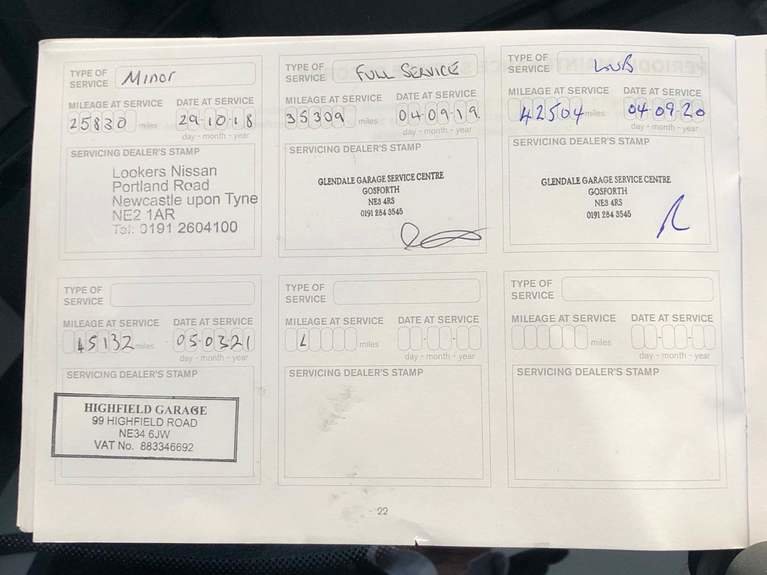 TYPE OF SERVICE Minor
MILEAGE AT SERVICE DATE AT SERVICE
25830 miles 29-10-18
day - month - year
SERVICING DEALER'S STAMP
Lookers Nissan
Portland Road
Newcastle upon Tyne
NE2 1AR
Tel: 0191 2604100
TYPE OF SERVICE FULL SERVICE
MILEAGE AT SERVICE DATE AT SERVICE
35309 miles 04-09-19
day - month - year
SERVICING DEALER'S STAMP
GLENDALE GARAGE SERVICE CENTRE
GOSFORTH
NE3 4RS
0191 284 3545
TYPE OF SERVICE
MILEAGE AT SERVICE DATE AT SERVICE
42504 miles 04-09-20
day - month - year
SERVICING DEALER'S STAMP
GLENDALE GARAGE SERVICE CENTRE
GOSFORTH
NE3 4RS
0191 284 3545
TYPE OF SERVICE
MILEAGE AT SERVICE DATE AT SERVICE
45132 miles 05-03-21
day - month - year
SERVICING DEALER'S STAMP
HIGHFIELD GARAGE
99 HIGHFIELD ROAD
NE34 6JW
VAT No. 883346692
TYPE OF SERVICE
MILEAGE AT SERVICE DATE AT SERVICE
miles
day - month - year
SERVICING DEALER'S STAMP
TYPE OF SERVICE
MILEAGE AT SERVICE DATE AT SERVICE
miles
day - month - year
SERVICING DEALER'S STAMP
22